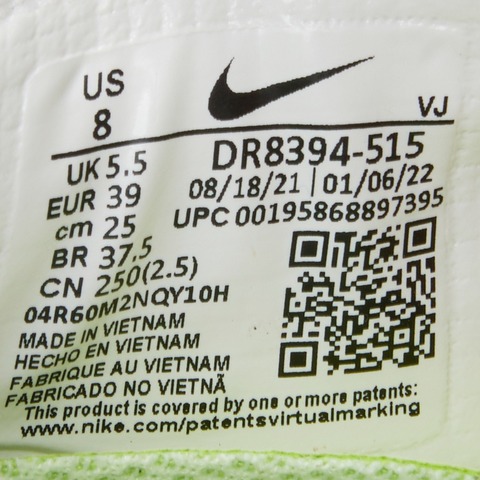 US
8
VJ
UK 5.5
EUR 39
cm 25
BR 37,5
CN 250(2.5)
DR8394-515
08/18/21 | 01/06/22
UPC 00195868897395
04R60M2NQY10H
MADE IN VIETNAM
HECHO EN VIETNAM
FABRIQUE AU VIETNAM
FABRICADO NO VIETNÃ
This product is covered by one or more patents:
www.nike.com/patentsvirtualmarking